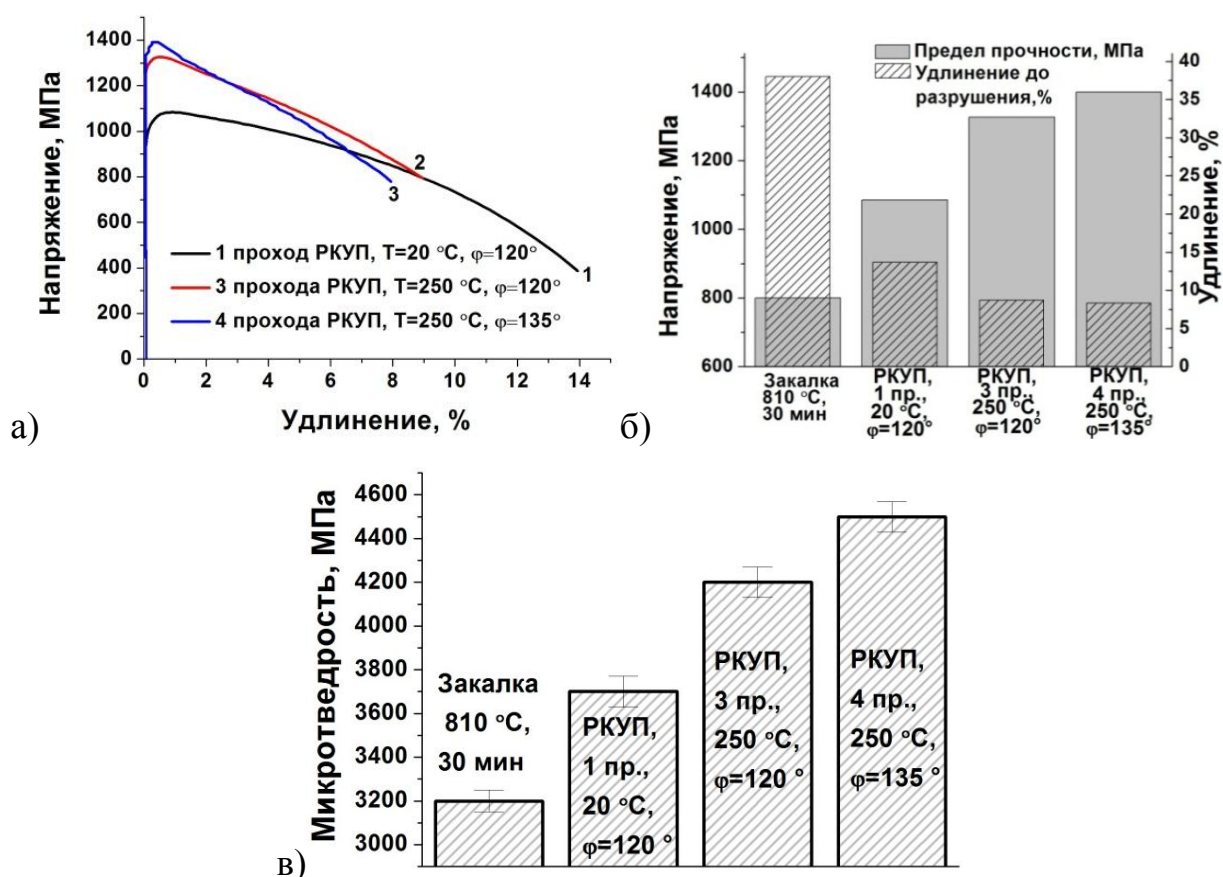 Напряжение, МПа
1400
1200
1000
800
600
400
200
0
0 2 4 6 8 10 12 14
Удлинение, %
2
3
1
1 проход РКУП, T=20 °C, φ=120°
3 прохода РКУП, T=250 °C, φ=120°
4 прохода РКУП, T=250 °C, φ=135°
а)
Напряжение, МПа
1400
1200
1000
800
600
Предел прочности, МПа
Удлинение до
разрушения,%
40
35
30
25
20
15
10
5
0
Удлинение, %
Закалка
810 °C,
30 мин
РКУП,
1 пр.,
20 °C,
φ=120°
РКУП,
3 пр.,
250 °C,
φ=120°
РКУП,
4 пр.,
250 °C,
φ=135°
б)
Микротведрость, МПа
4600
4400
4200
4000
3800
3600
3400
3200
3000
Закалка
810 °C,
30 мин
РКУП,
1 пр.,
20 °C,
φ=120 °
РКУП,
3 пр.,
250 °C,
φ=120 °
РКУП,
4 пр.,
250 °C,
φ=135 °
в)